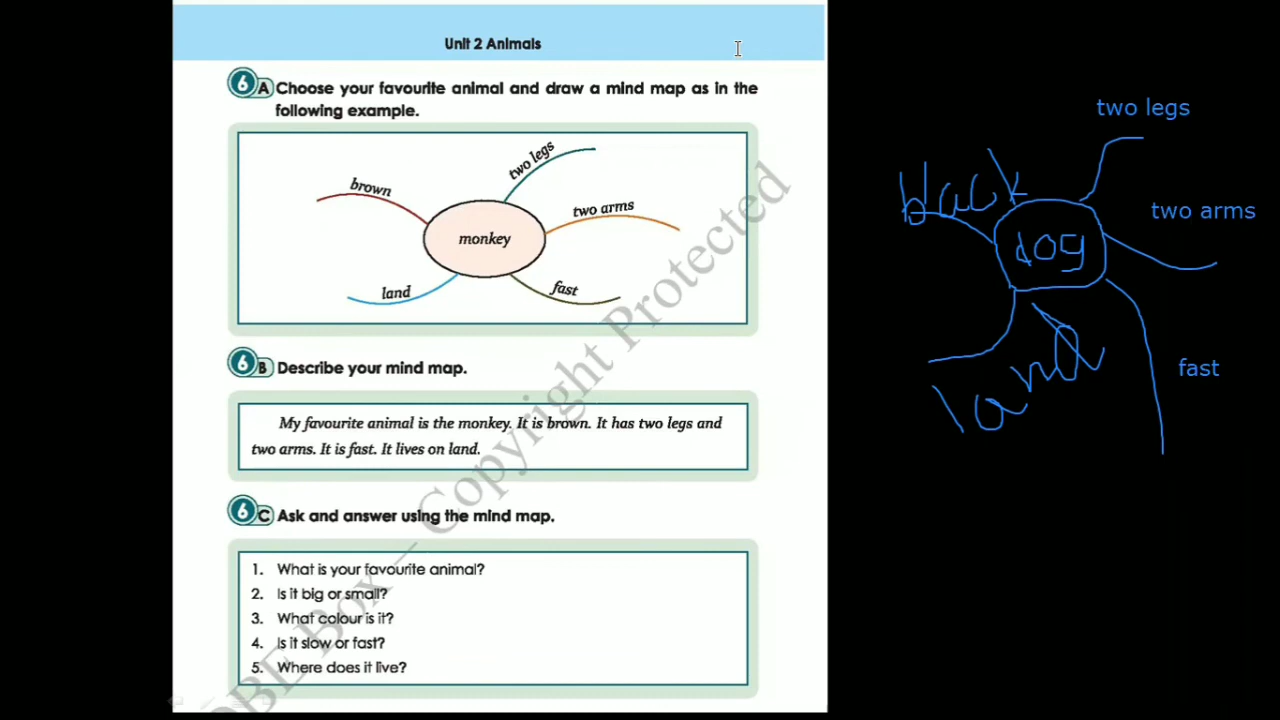 Unit 2 Animals
6 A Choose your favourite animal and draw a mind map as in the
following example.
two legs
brown
two arms
monkey
land
fast
6 B Describe your mind map.
My favourite animal is the monkey. It is brown. It has two legs and
two arms. It is fast. It lives on land.
6 C Ask and answer using the mind map.
1. What is your favourite animal?
2. Is it big or small?
3. What colour is it?
4. Is it slow or fast?
5. Where does it live?
OBE Box – Copyright Protected
two legs
black
two arms
dog
fast
land